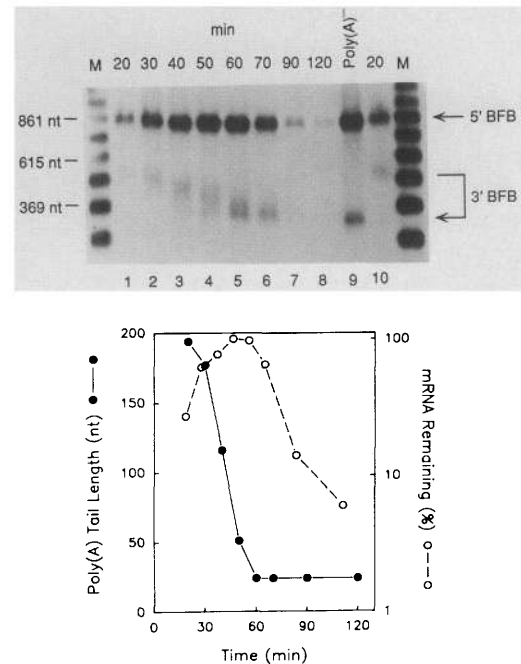 min
M 20 30 40 50 60 70 90 120 Poly(A)⁻ 20 M
861 nt
5' BFB
615 nt
3' BFB
369 nt
1 2 3 4 5 6 7 8 9 10
200
150
100
50
0
Poly(A) Tail Length (nt)
100
10
1
mRNA Remaining (%)
0 30 60 90 120
Time (min)